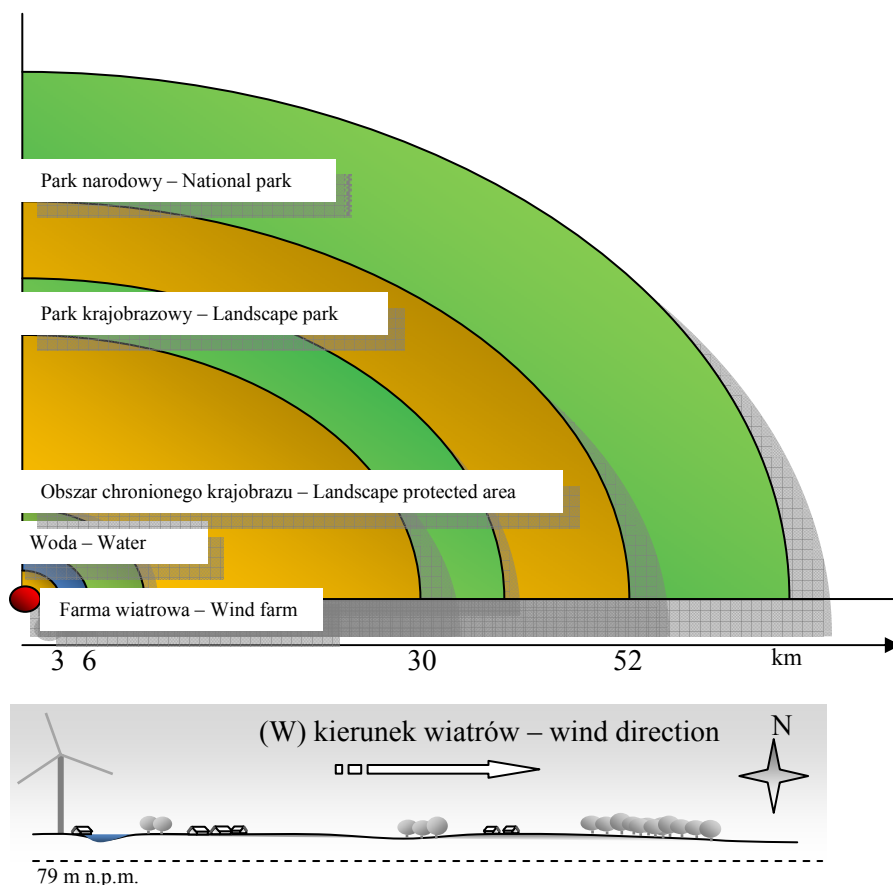 Park narodowy – National park
Park krajobrazowy – Landscape park
Obszar chronionego krajobrazu – Landscape protected area
Woda – Water
Farma wiatrowa – Wind farm
3 6 30 52 km
(W) kierunek wiatrów – wind direction
N
79 m n.p.m.